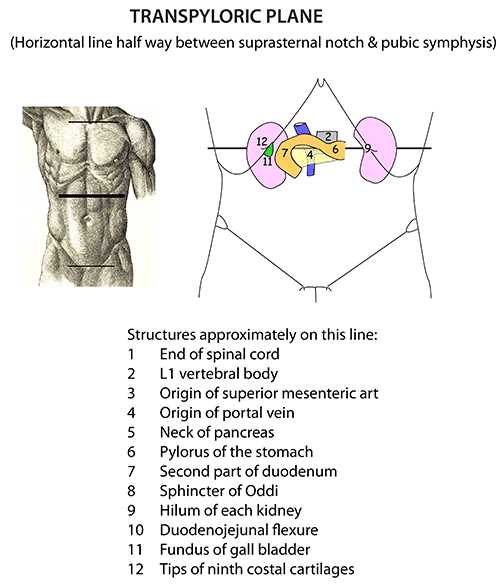 TRANSPYLORIC PLANE
(Horizontal line half way between suprasternal notch & pubic symphysis)
12
11
7
4
2
6
9
Structures approximately on this line:
1 End of spinal cord
2 L1 vertebral body
3 Origin of superior mesenteric art
4 Origin of portal vein
5 Neck of pancreas
6 Pylorus of the stomach
7 Second part of duodenum
8 Sphincter of Oddi
9 Hilum of each kidney
10 Duodenojejunal flexure
11 Fundus of gall bladder
12 Tips of ninth costal cartilages